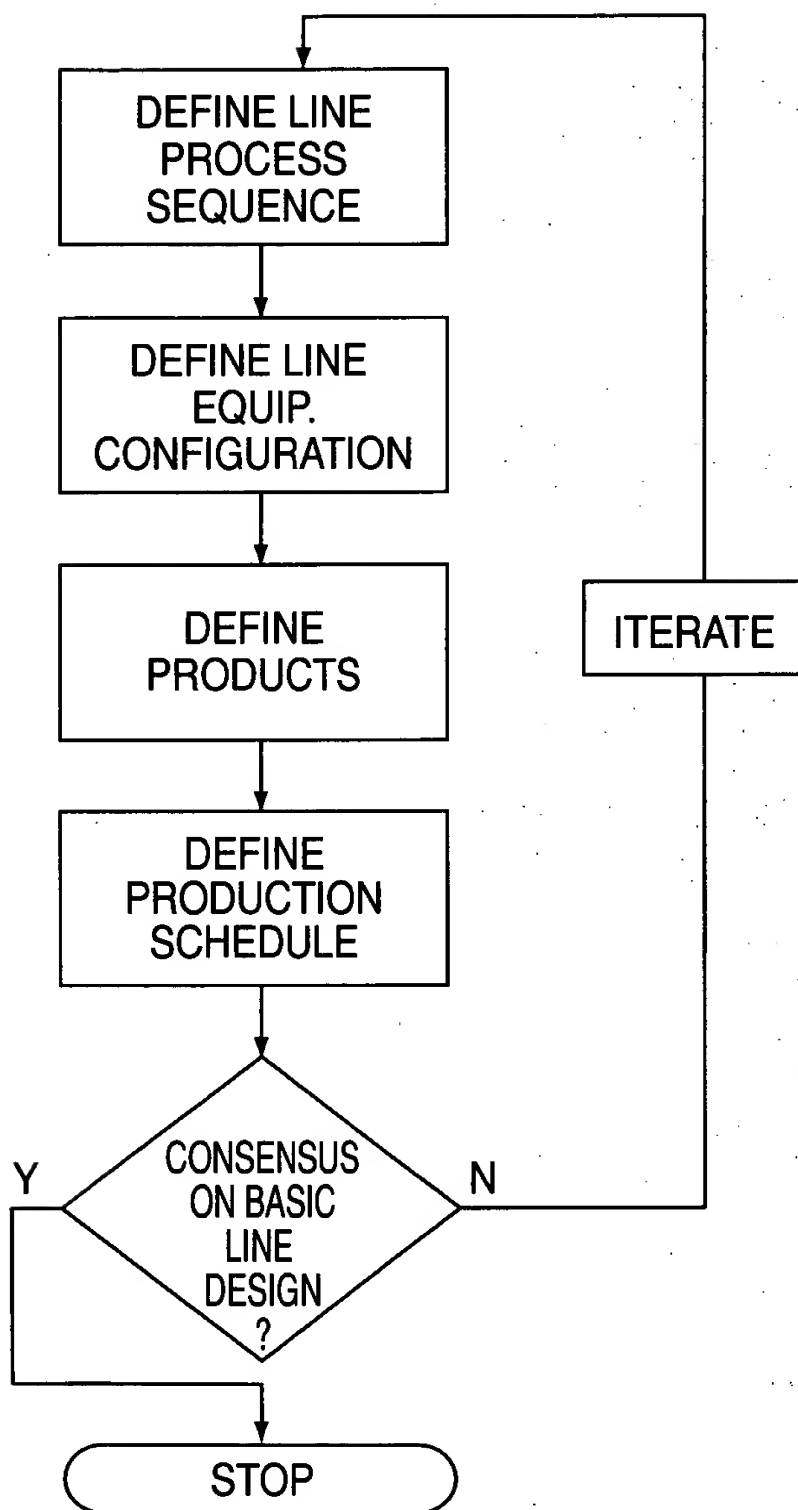 DEFINE LINE
PROCESS
SEQUENCE
DEFINE LINE
EQUIP.
CONFIGURATION
DEFINE
PRODUCTS
ITERATE
DEFINE
PRODUCTION
SCHEDULE
CONSENSUS
ON BASIC
LINE
DESIGN
?
Y
N
STOP